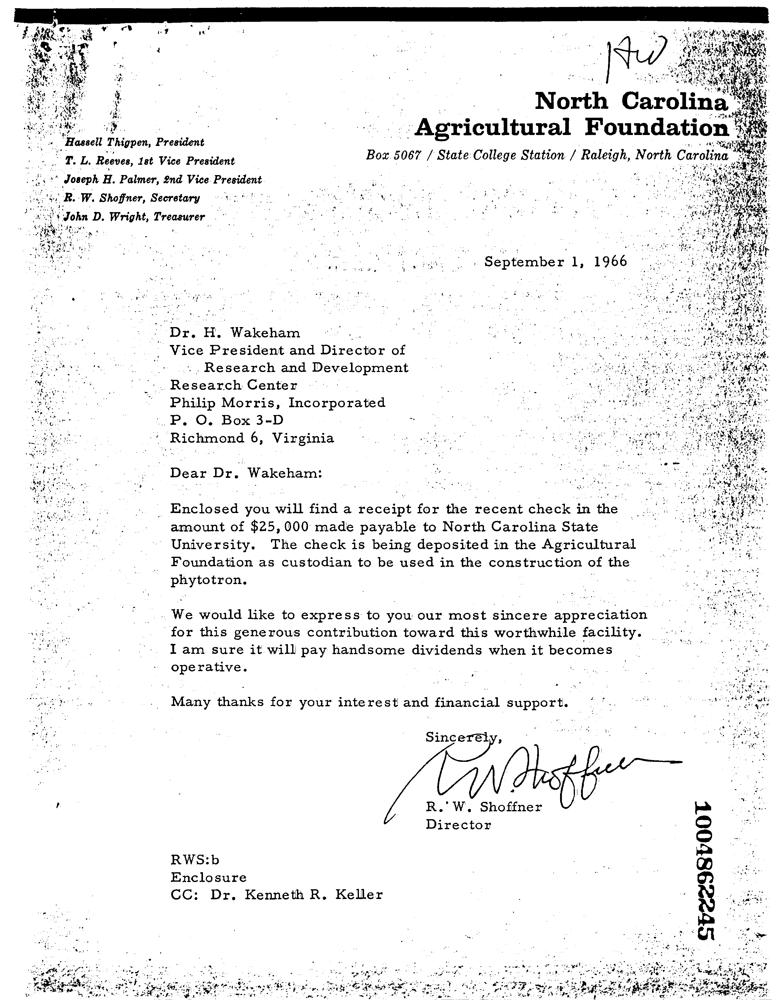 HW
North Carolina
Agricultural Foundation
Box 5067 / State College Station / Raleigh, North Carolina
Hassell Thigpen, President
T. L. Reeves, 1st Vice President
Joseph H. Palmer, 2nd Vice President
R. W. Shoffner, Secretary
John D. Wright, Treasurer
September 1, 1966
Dr. H. Wakeham
Vice President and Director of
Research and Development
Research Center
Philip Morris, Incorporated
P. O. Box 3-D
Richmond 6, Virginia
Dear Dr. Wakeham:
Enclosed you will find a receipt for the recent check in the
amount of $25,000 made payable to North Carolina State
University. The check is being deposited in the Agricultural
Foundation as custodian to be used in the construction of the
phytotron.
We would like to express to you our most sincere appreciation
for this generous contribution toward this worthwhile facility.
I am sure it will pay handsome dividends when it becomes
operative.
Many thanks for your interest and financial support.
Sincerely,
RW Shoffner
R. W. Shoffner
Director
RWS:b
Enclosure
CC: Dr. Kenneth R. Keller
1004862245